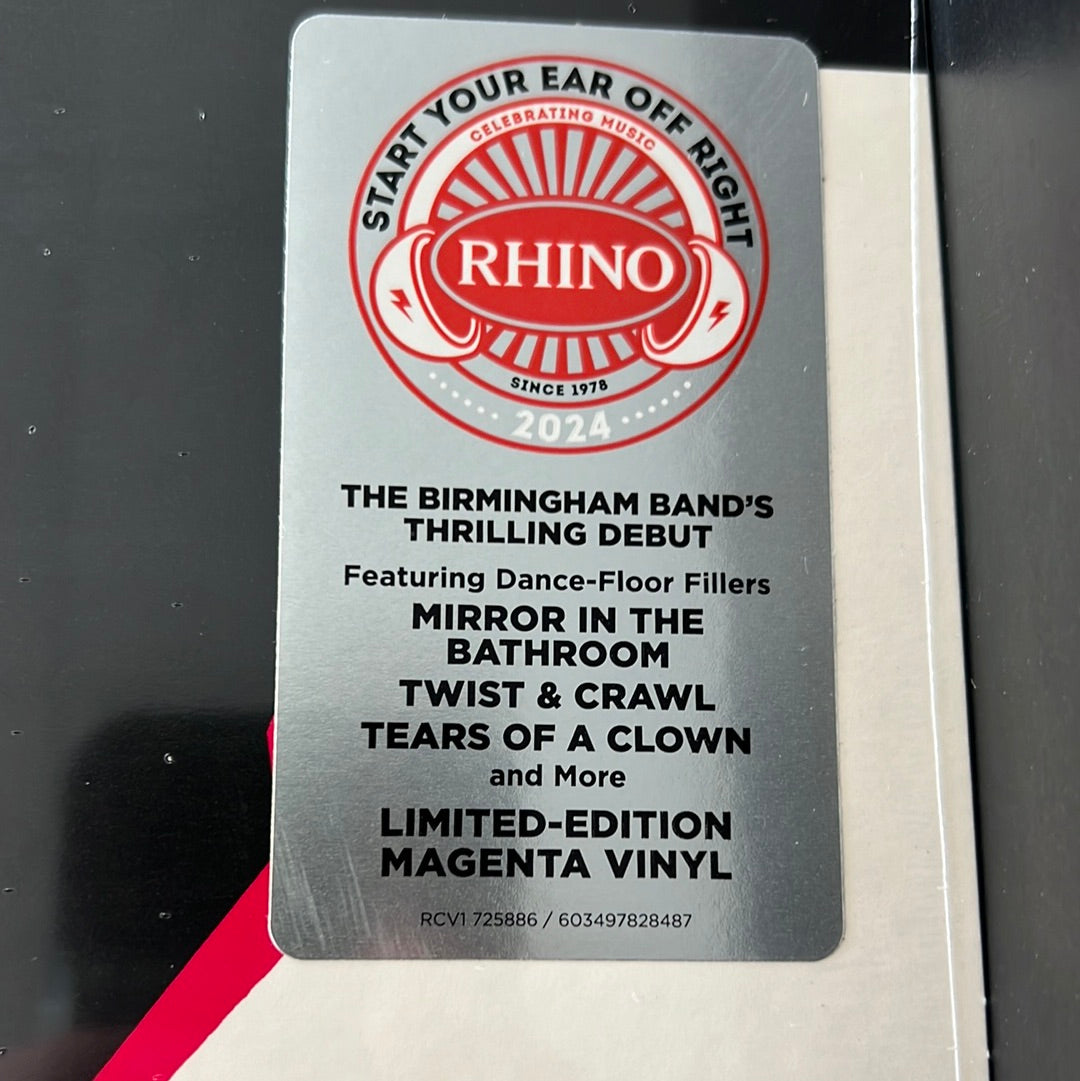 START YOUR EAR OFF RIGHT
CELEBRATING MUSIC
RHINO
SINCE 1978
2024
THE BIRMINGHAM BAND'S
THRILLING DEBUT
Featuring Dance-Floor Fillers
MIRROR IN THE
BATHROOM
TWIST & CRAWL
TEARS OF A CLOWN
and More
LIMITED-EDITION
MAGENTA VINYL
RCV1 725886 / 603497828487